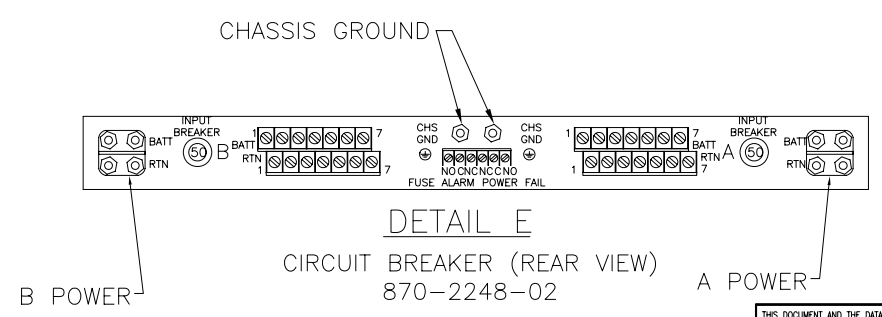 CHASSIS GROUND
INPUT
BREAKER
BATT
RTN
50 B
BATT
RTN
1 7
1 7
CHS
GND
CHS
GND
NO C NC NC C NO
FUSE ALARM POWER FAIL
1 7
BATT
RTN
1 7
INPUT
BREAKER
A 50
BATT
RTN
DETAIL E
CIRCUIT BREAKER (REAR VIEW)
870-2248-02
B POWER
A POWER
THIS DOCUMENT AND THE DATA